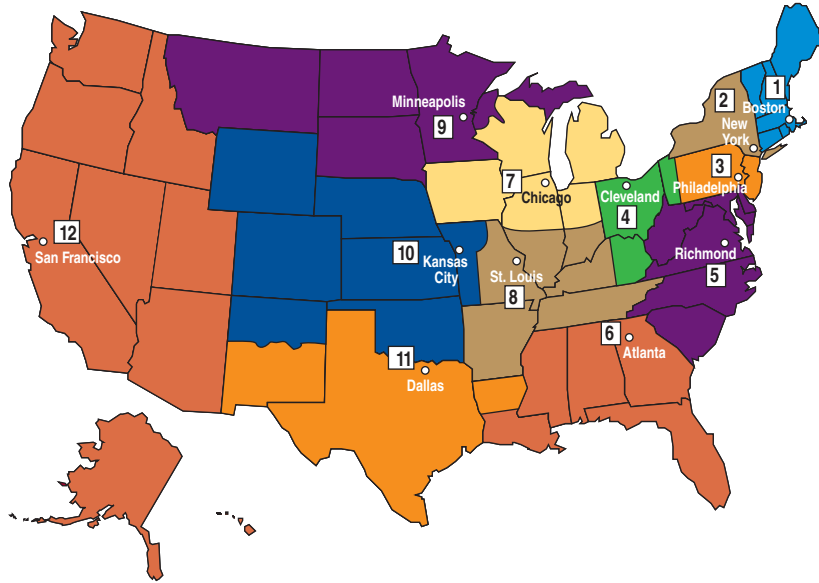 1
Boston
2
New
York
Minneapolis
9
3
Philadelphia
7
Chicago
Cleveland
4
12
San Francisco
10
Kansas
City
St. Louis
8
Richmond
5
6
Atlanta
11
Dallas